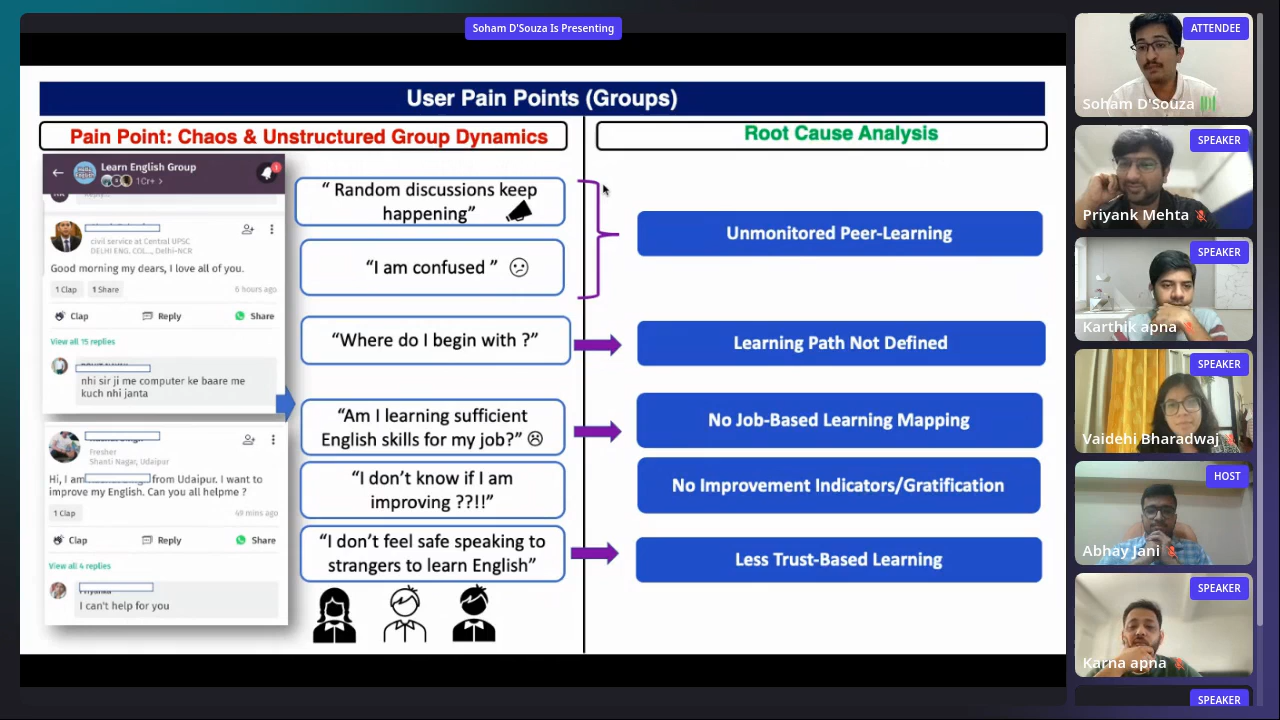 Soham D'Souza Is Presenting
User Pain Points (Groups)
Pain Point: Chaos & Unstructured Group Dynamics
Root Cause Analysis
Learn English Group
1Cr+ >
1
civil service at Central UPSC
DELHI ENG. COL..., Delhi-NCR
Good morning my dears, I love all of you.
1 Clap
1 Share
6 hours ago
Clap
Reply
Share
View all 15 replies
nhi sir ji me computer ke baare me
kuch nhi janta
Fresher
Shanti Nagar, Udaipur
Hi, I am from Udaipur. I want to
improve my English. Can you all helpme ?
1 Clap
49 mins ago
Clap
Reply
Share
View all 4 replies
I can't help for you
“ Random discussions keep
happening”
“I am confused ”
“Where do I begin with ?”
“Am I learning sufficient
English skills for my job?”
“I don’t know if I am
improving ??!!”
“I don’t feel safe speaking to
strangers to learn English”
Unmonitored Peer-Learning
Learning Path Not Defined
No Job-Based Learning Mapping
No Improvement Indicators/Gratification
Less Trust-Based Learning
ATTENDEE
Soham D'Souza
SPEAKER
Priyank Mehta
SPEAKER
Karthik apna
SPEAKER
Vaidehi Bharadwaj
HOST
Abhay Jani
SPEAKER
Karna apna
SPEAKER